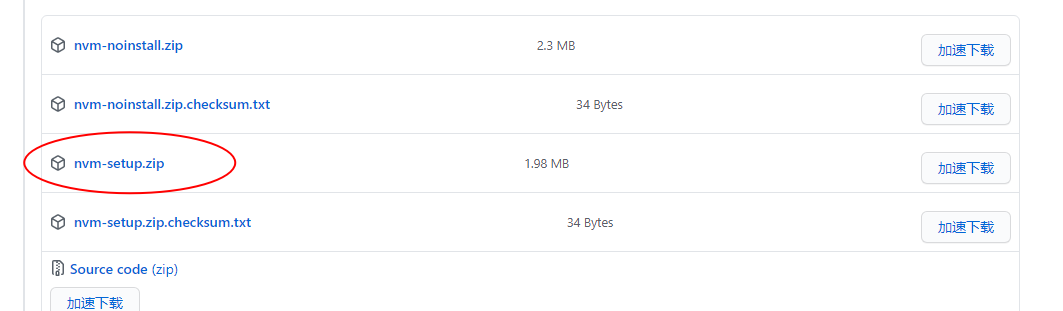 nvm-noinstall.zip 2.3 MB 加速下载
nvm-noinstall.zip.checksum.txt 34 Bytes 加速下载
nvm-setup.zip 1.98 MB 加速下载
nvm-setup.zip.checksum.txt 34 Bytes 加速下载
Source code (zip)
加速下载